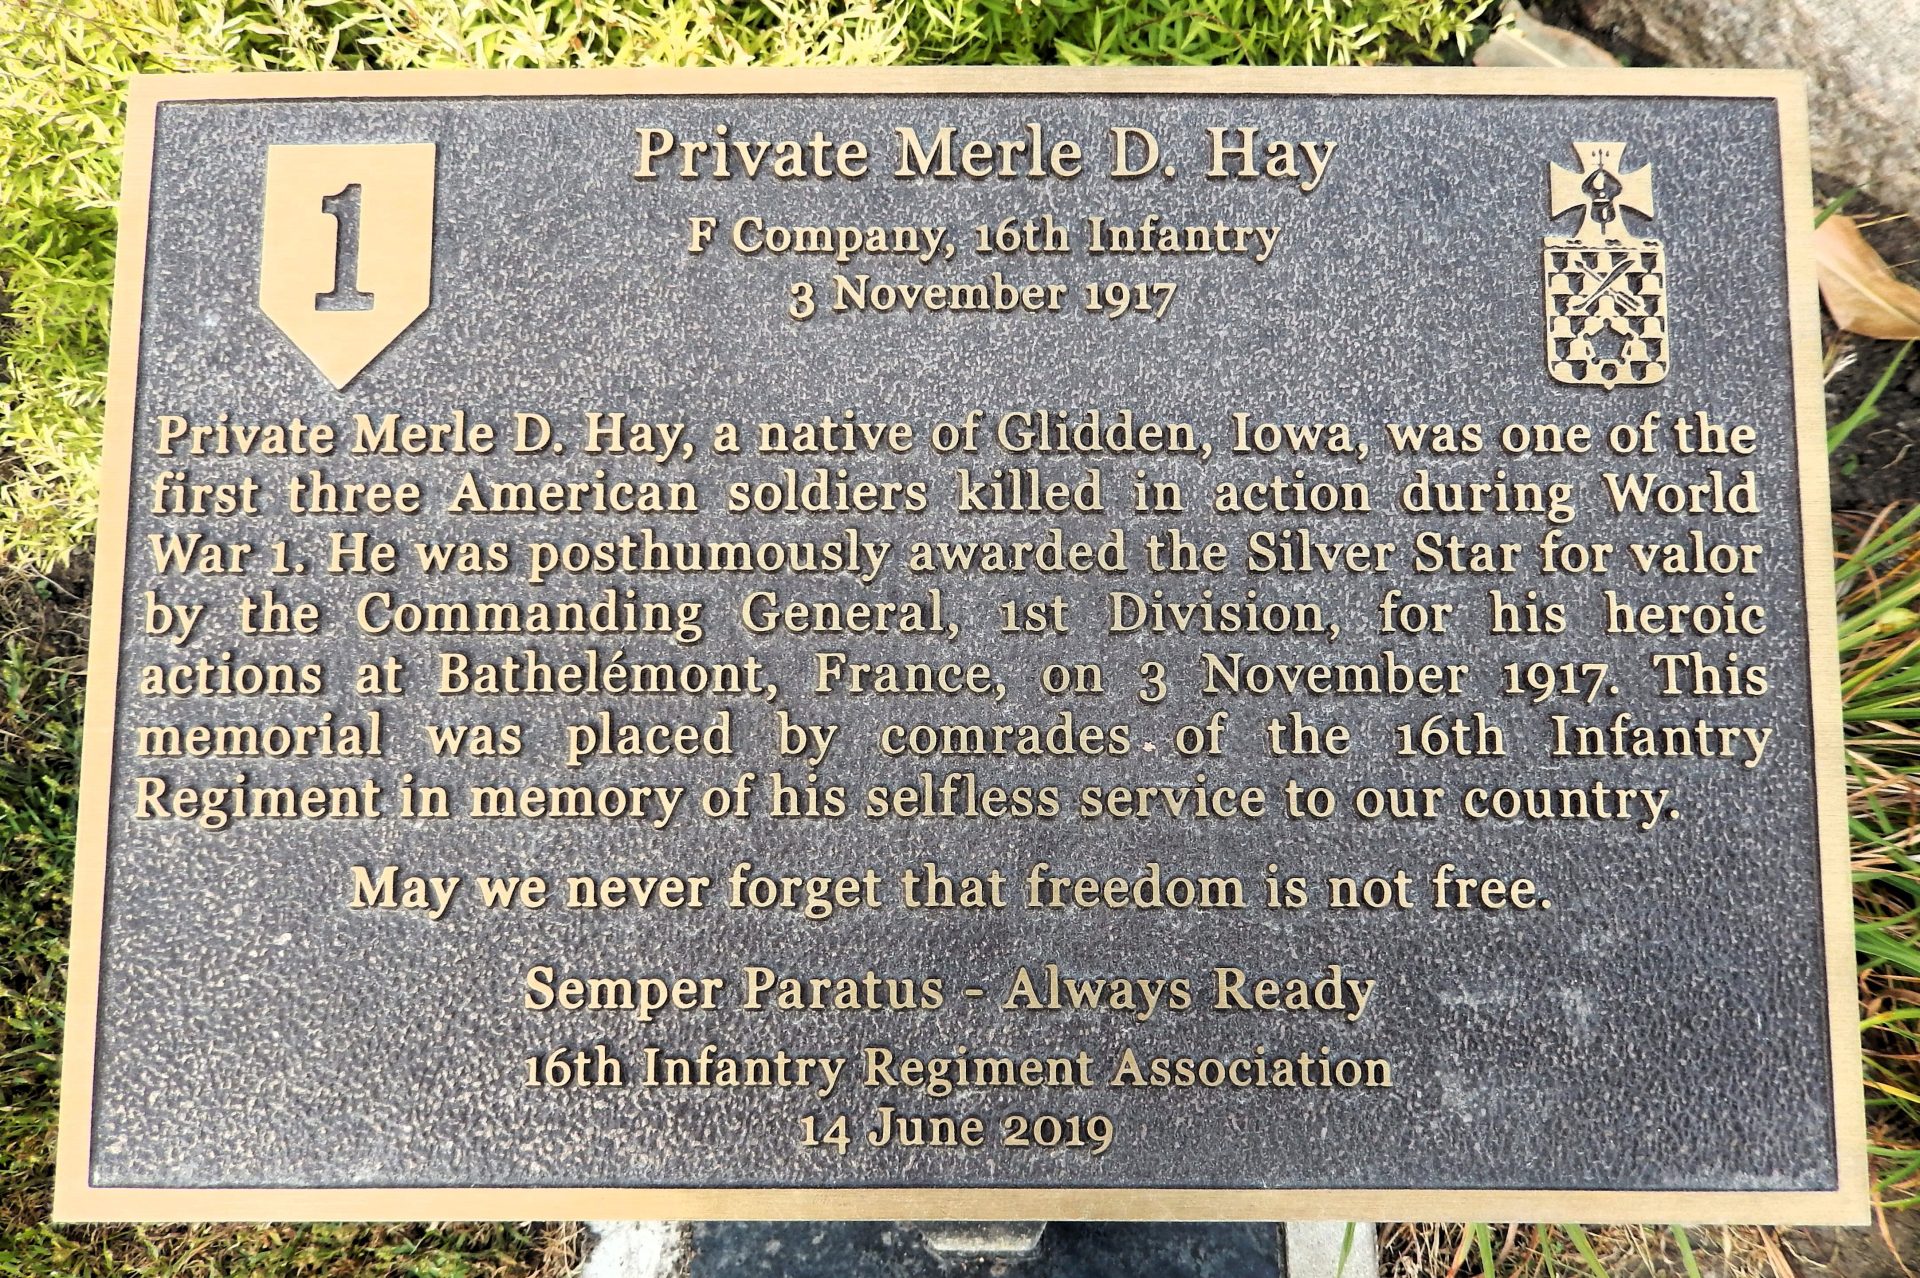 1
Private Merle D. Hay
F Company, 16th Infantry
3 November 1917
Private Merle D. Hay, a native of Glidden, Iowa, was one of the
first three American soldiers killed in action during World
War 1. He was posthumously awarded the Silver Star for valor
by the Commanding General, 1st Division, for his heroic
actions at Bathelémont, France, on 3 November 1917. This
memorial was placed by comrades of the 16th Infantry
Regiment in memory of his selfless service to our country.
May we never forget that freedom is not free.
Semper Paratus - Always Ready
16th Infantry Regiment Association
14 June 2019